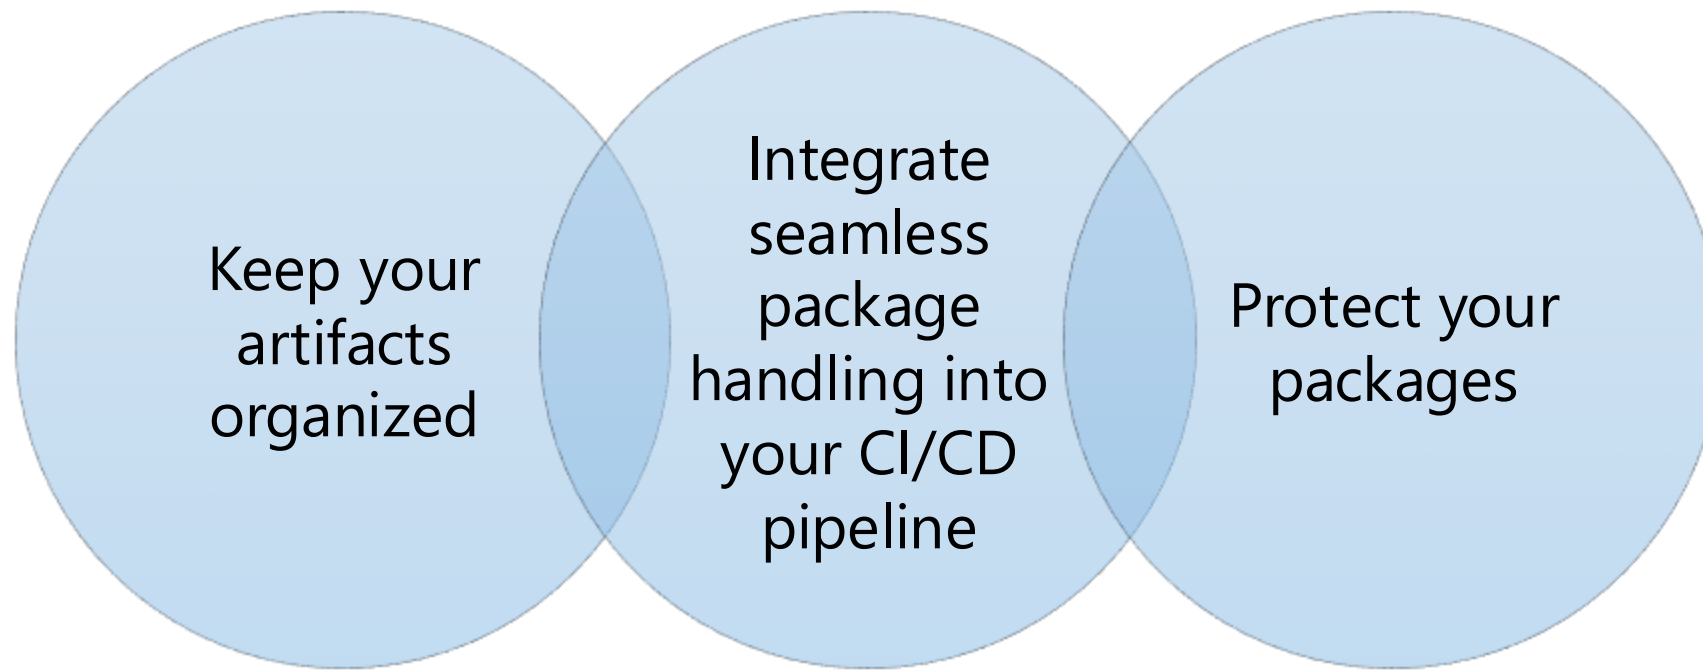 Keep your
artifacts
organized
Integrate
seamless
package
handling into
your CI/CD
pipeline
Protect your
packages